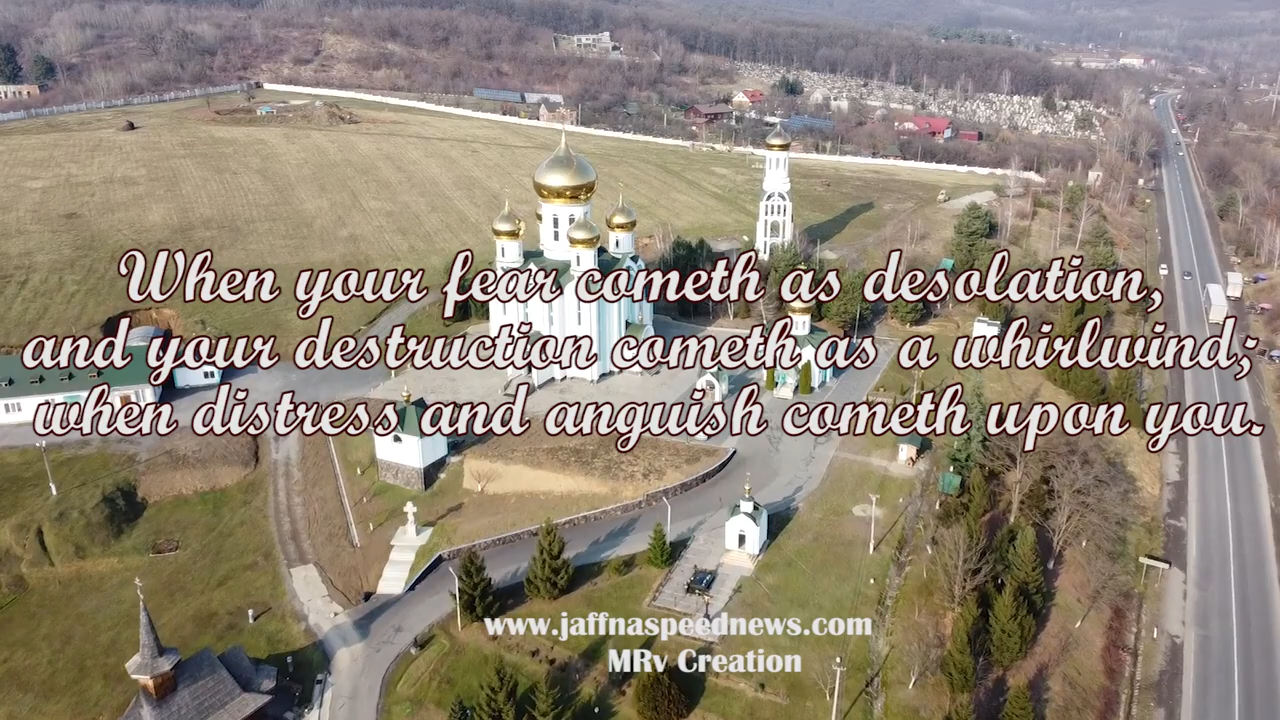 When your fear cometh as desolation,
and your destruction cometh as a whirlwind;
when distress and anguish cometh upon you.
www.jaffnaspeednews.com
MRv Creation